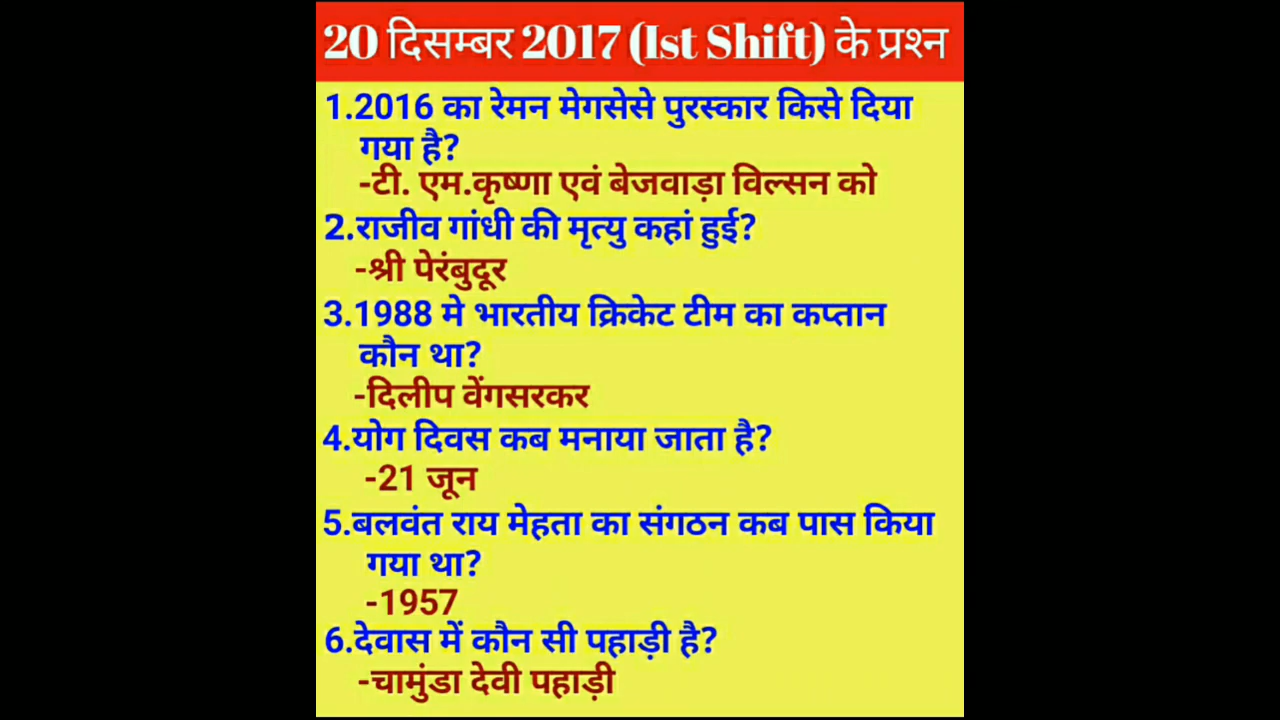 20 दिसम्बर 2017 (Ist Shift) के प्रश्न
1.2016 का रेमन मेगसेसे पुरस्कार किसे दिया
गया है?
-टी. एम.कृष्णा एवं बेजवाड़ा विल्सन को
2.राजीव गांधी की मृत्यु कहां हुई?
-श्री पेरंबुदूर
3.1988 मे भारतीय क्रिकेट टीम का कप्तान
कौन था?
-दिलीप वेंगसरकर
4.योग दिवस कब मनाया जाता है?
-21 जून
5.बलवंत राय मेहता का संगठन कब पास किया
गया था?
-1957
6.देवास में कौन सी पहाड़ी है?
-चामुंडा देवी पहाड़ी